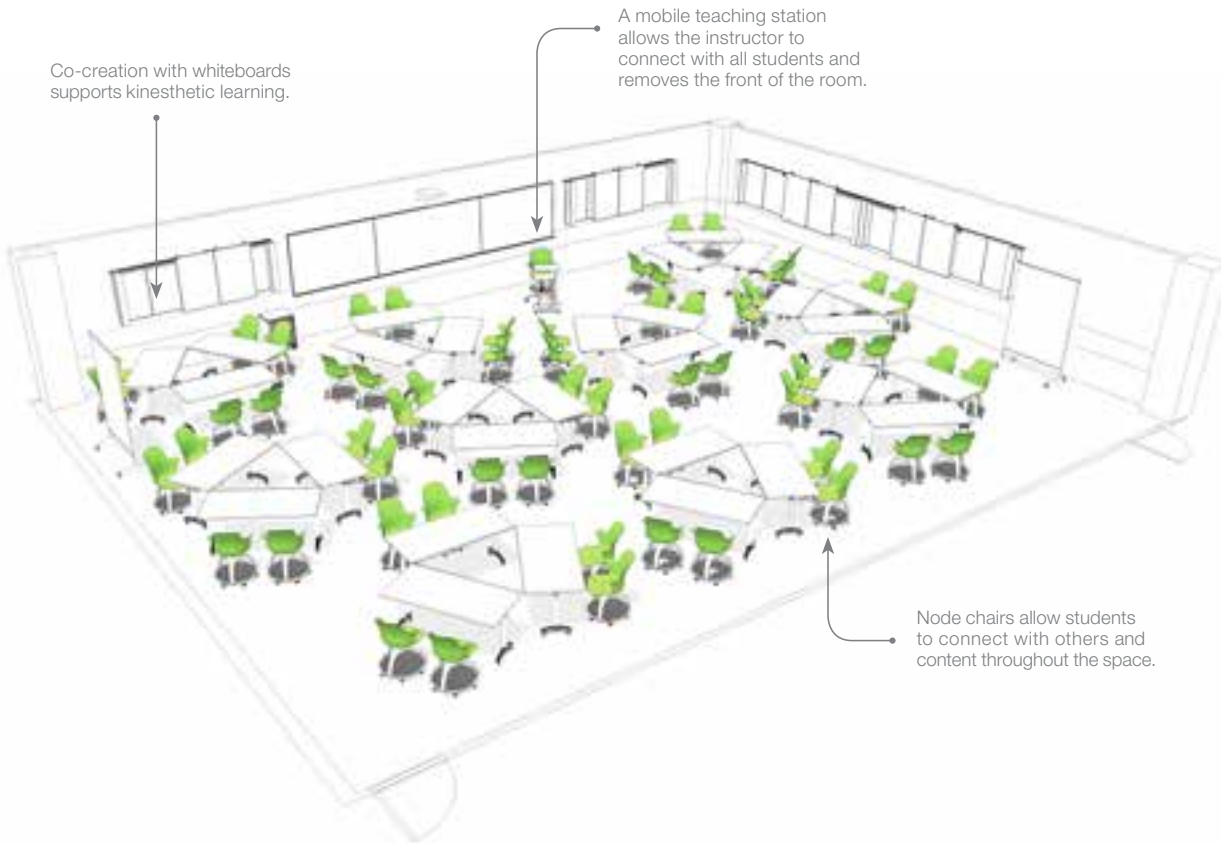 A mobile teaching station
allows the instructor to
connect with all students and
removes the front of the room.
Co-creation with whiteboards
supports kinesthetic learning.
Node chairs allow students
to connect with others and
content throughout the space.